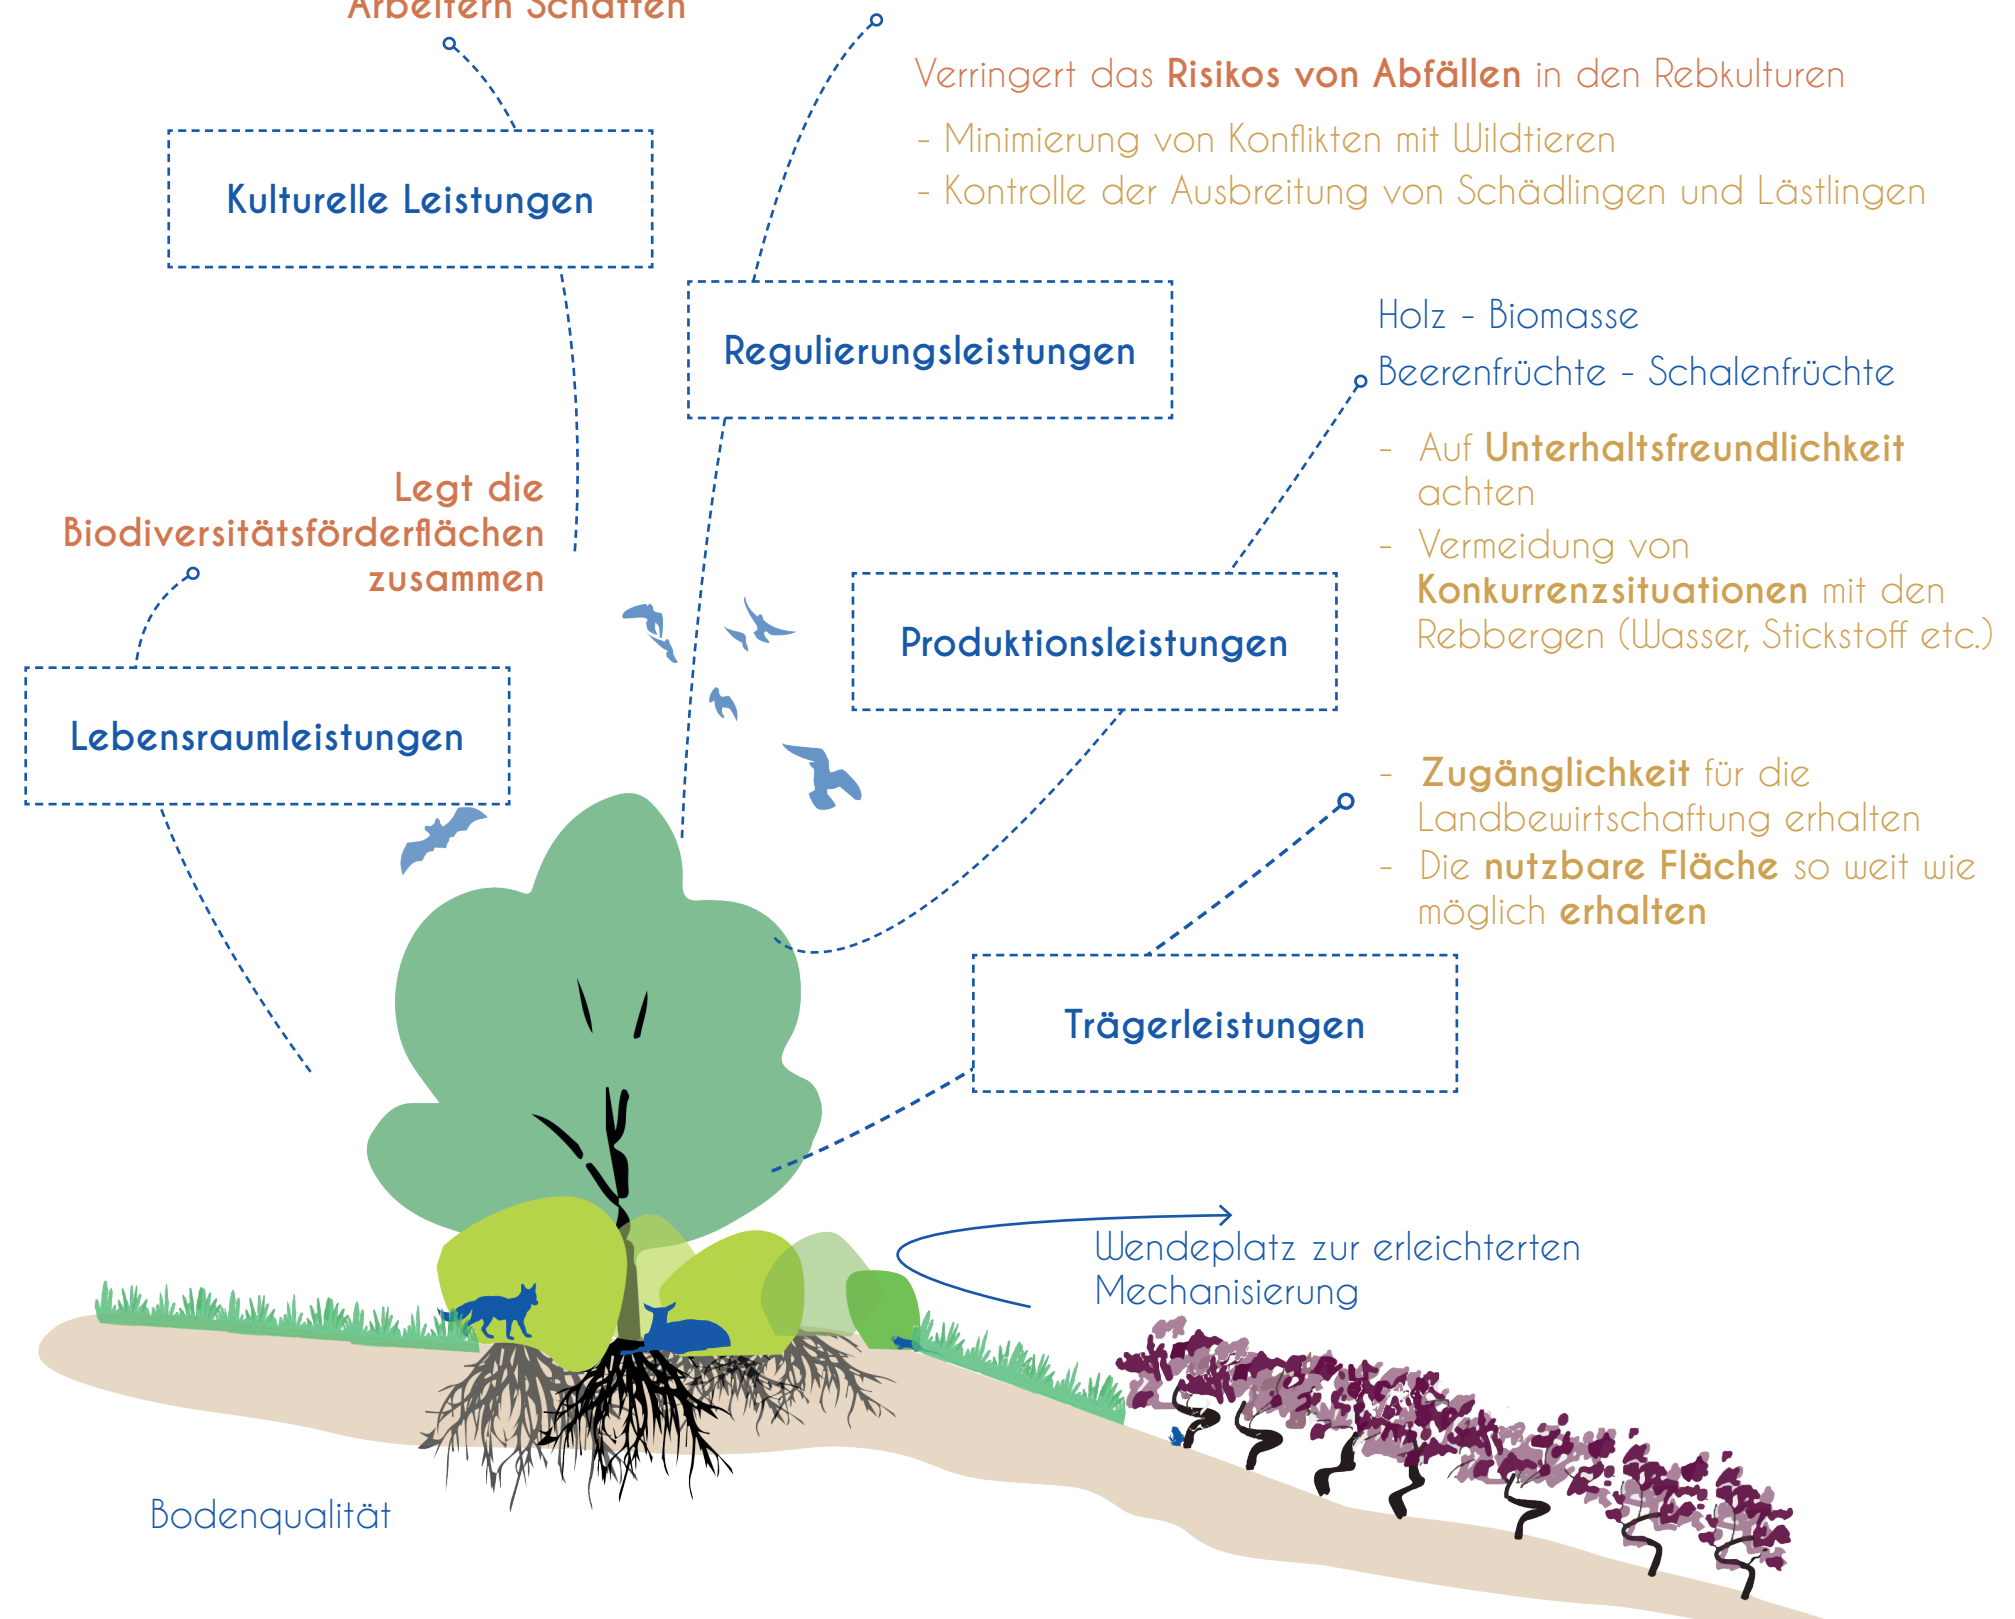 Arbeitern Schatten
Verringert das Risikos von Abfällen in den Rebkulturen
- Minimierung von Konflikten mit Wildtieren
- Kontrolle der Ausbreitung von Schädlingen und Lästlingen
Kulturelle Leistungen
Regulierungsleistungen
Holz - Biomasse
Beerenfrüchte - Schalenfrüchte
- Auf Unterhaltsfreundlichkeit
achten
- Vermeidung von
Konkurrenzsituationen mit den
Rebbergen (Wasser, Stickstoff etc.)
Legt die
Biodiversitätsförderflächen
zusammen
Produktionsleistungen
Lebensraumleistungen
- Zugänglichkeit für die
Landbewirtschaftung erhalten
- Die nutzbare Fläche so weit wie
möglich erhalten
Trägerleistungen
Wendeplatz zur erleichterten
Mechanisierung
Bodenqualität